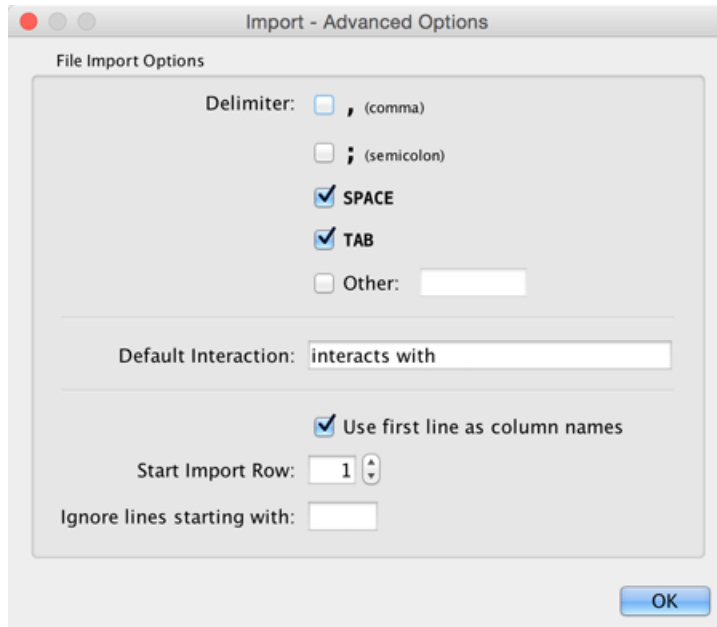 Import - Advanced Options
File Import Options
Delimiter: , (comma)
; (semicolon)
SPACE
TAB
Other:
Default Interaction: interacts with
Use first line as column names
Start Import Row: 1
Ignore lines starting with:
OK